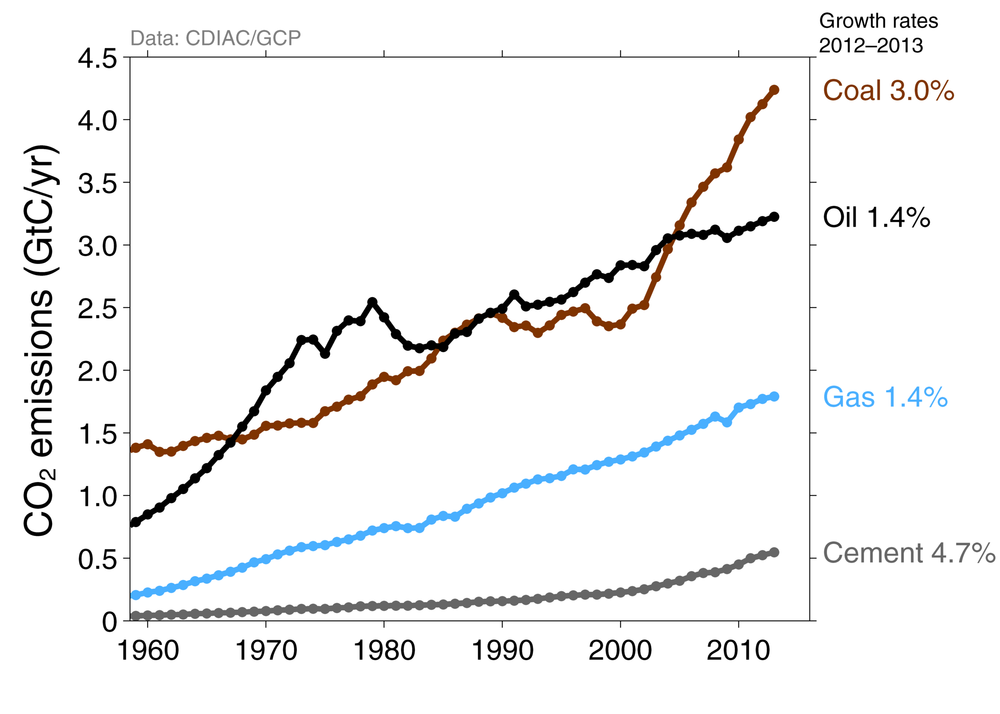 Growth rates
2012–2013
Data: CDIAC/GCP
4.5
4.0
3.5
3.0
2.5
2.0
1.5
1.0
0.5
0
CO₂ emissions (GtC/yr)
Coal 3.0%
Oil 1.4%
Gas 1.4%
Cement 4.7%
1960 1970 1980 1990 2000 2010